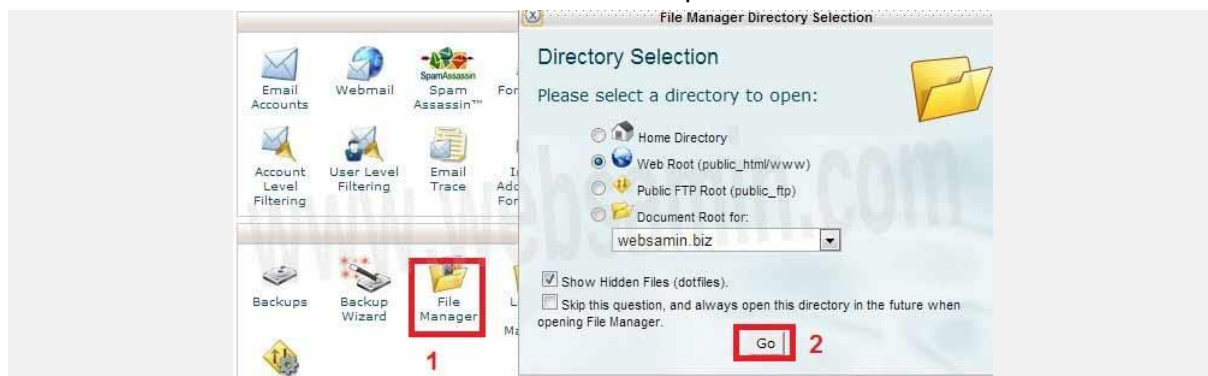 File Manager Directory Selection
Directory Selection
Please select a directory to open:
Home Directory
Web Root (public_html/www)
Public FTP Root (public_ftp)
Document Root for:
websamin.biz
Show Hidden Files (dotfiles).
Skip this question, and always open this directory in the future when
opening File Manager.
Go
2
Email
Accounts
Webmail
SpamAssassin
Spam
Assassin™
For
Account
Level
Filtering
User Level
Filtering
Email
Trace
Backups
Backup
Wizard
File
Manager
1
www.websamin.com